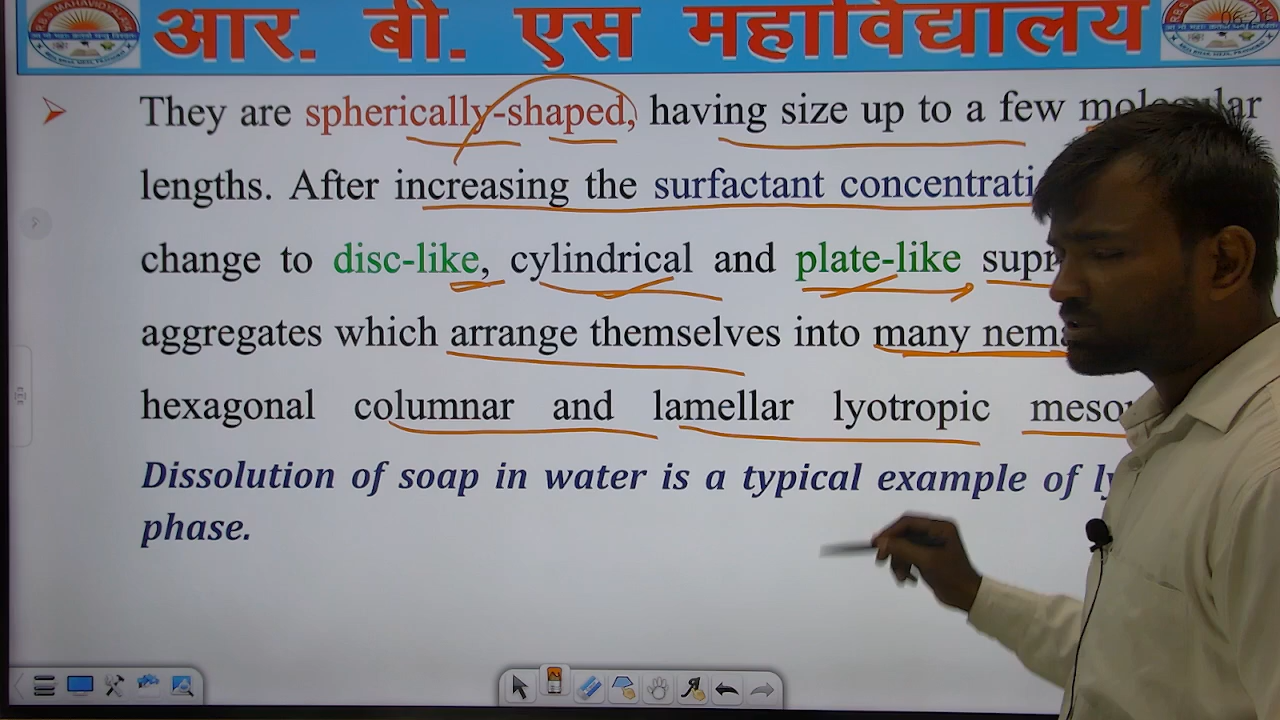 आर. बी. एस महाविद्यालय
They are spherically-shaped, having size up to a few molecular
lengths. After increasing the surfactant
change to disc-like, cylindrical and plate-like
aggregates which arrange themselves into many
hexagonal columnar and lamellar lyotropic
Dissolution of soap in water is a typical example of
phase.